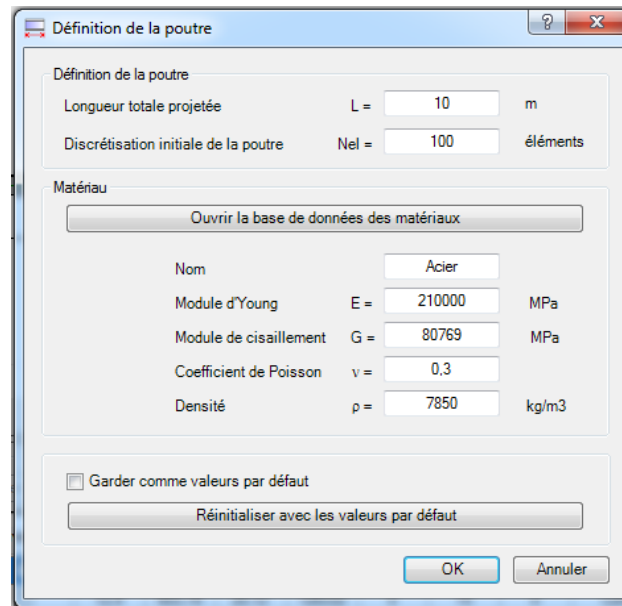 Définition de la poutre
Définition de la poutre
Longueur totale projetée L = 10 m
Discrétisation initiale de la poutre Nel = 100 éléments
Matériau
Ouvrir la base de données des matériaux
Nom Acier
Module d'Young E = 210000 MPa
Module de cisaillement G = 80769 MPa
Coefficient de Poisson ν = 0,3
Densité ρ = 7850 kg/m3
Garder comme valeurs par défaut
Réinitialiser avec les valeurs par défaut
OK Annuler